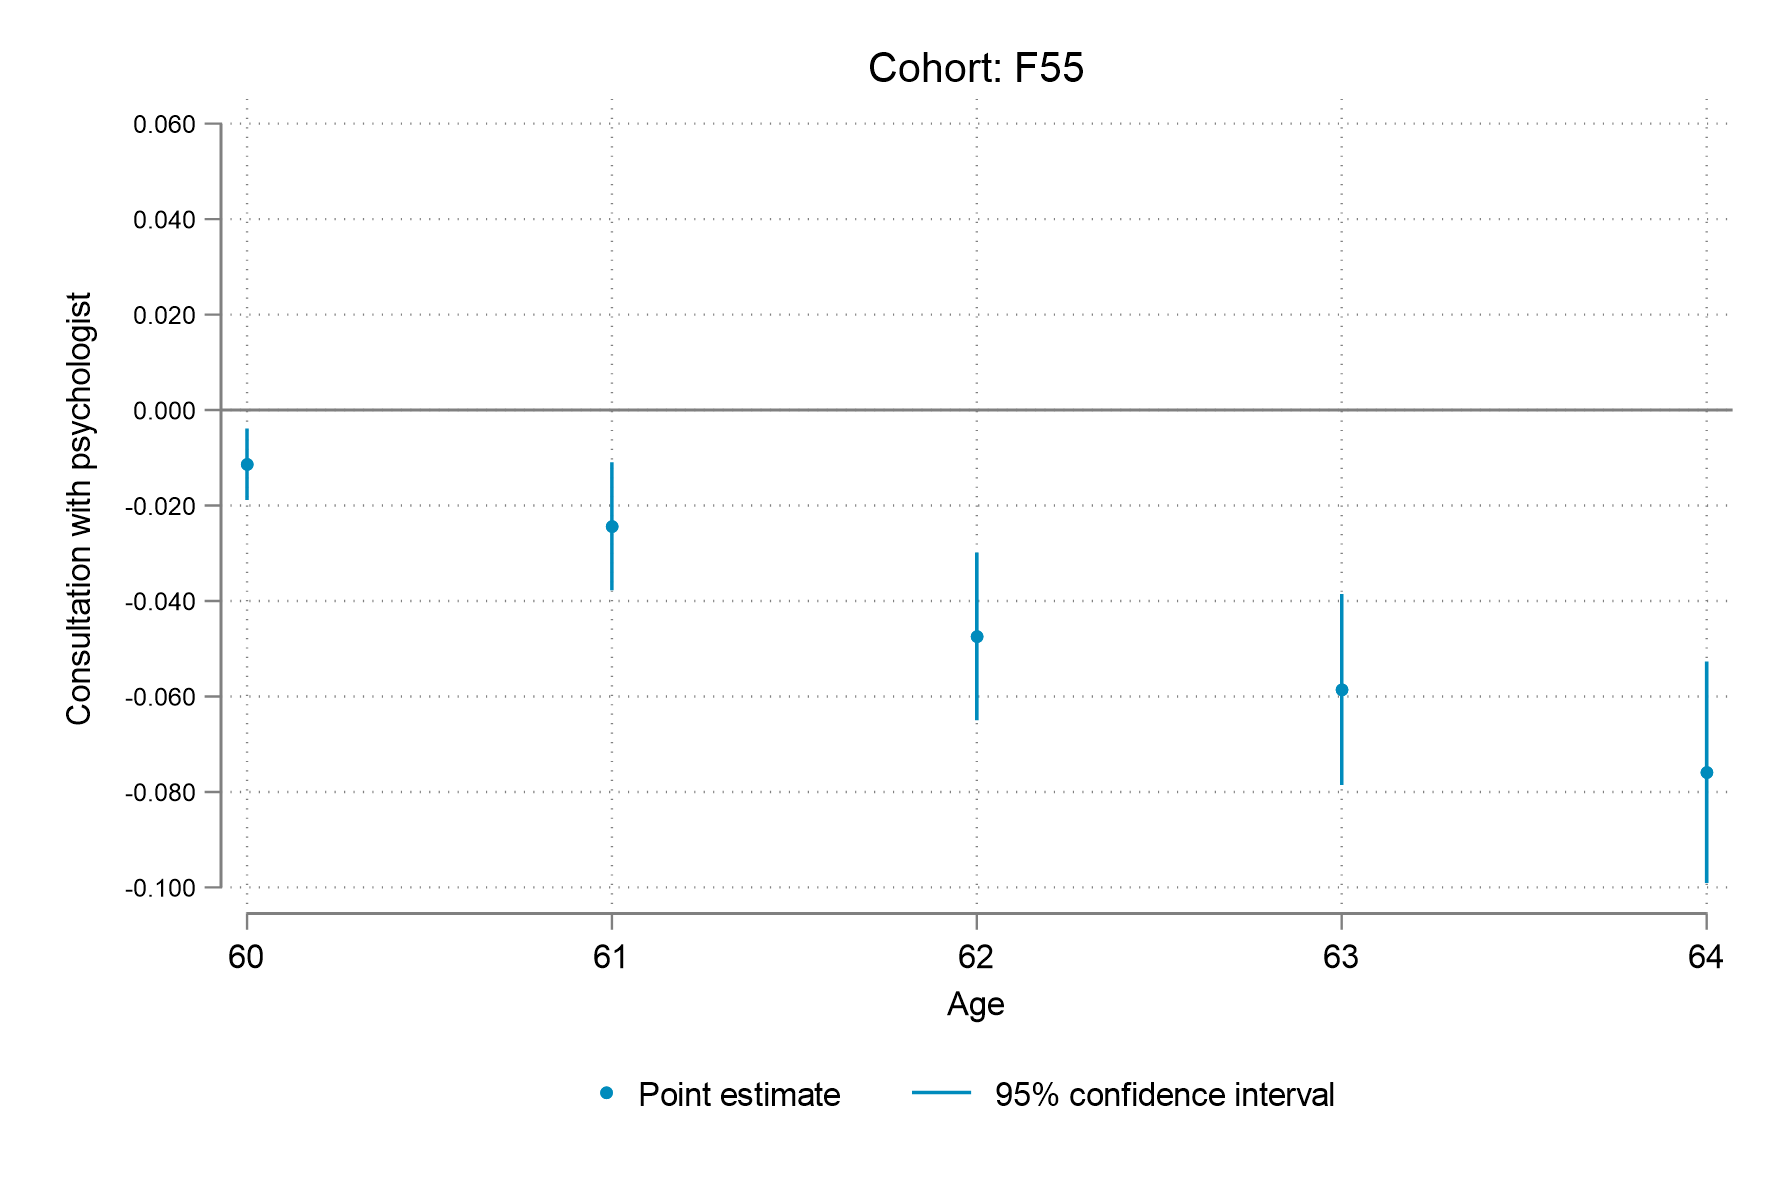 Cohort: F55
0.060
0.040
0.020
0.000
-0.020
-0.040
-0.060
-0.080
-0.100
Consultation with psychologist
60 61 62 63 64
Age
Point estimate 95% confidence interval